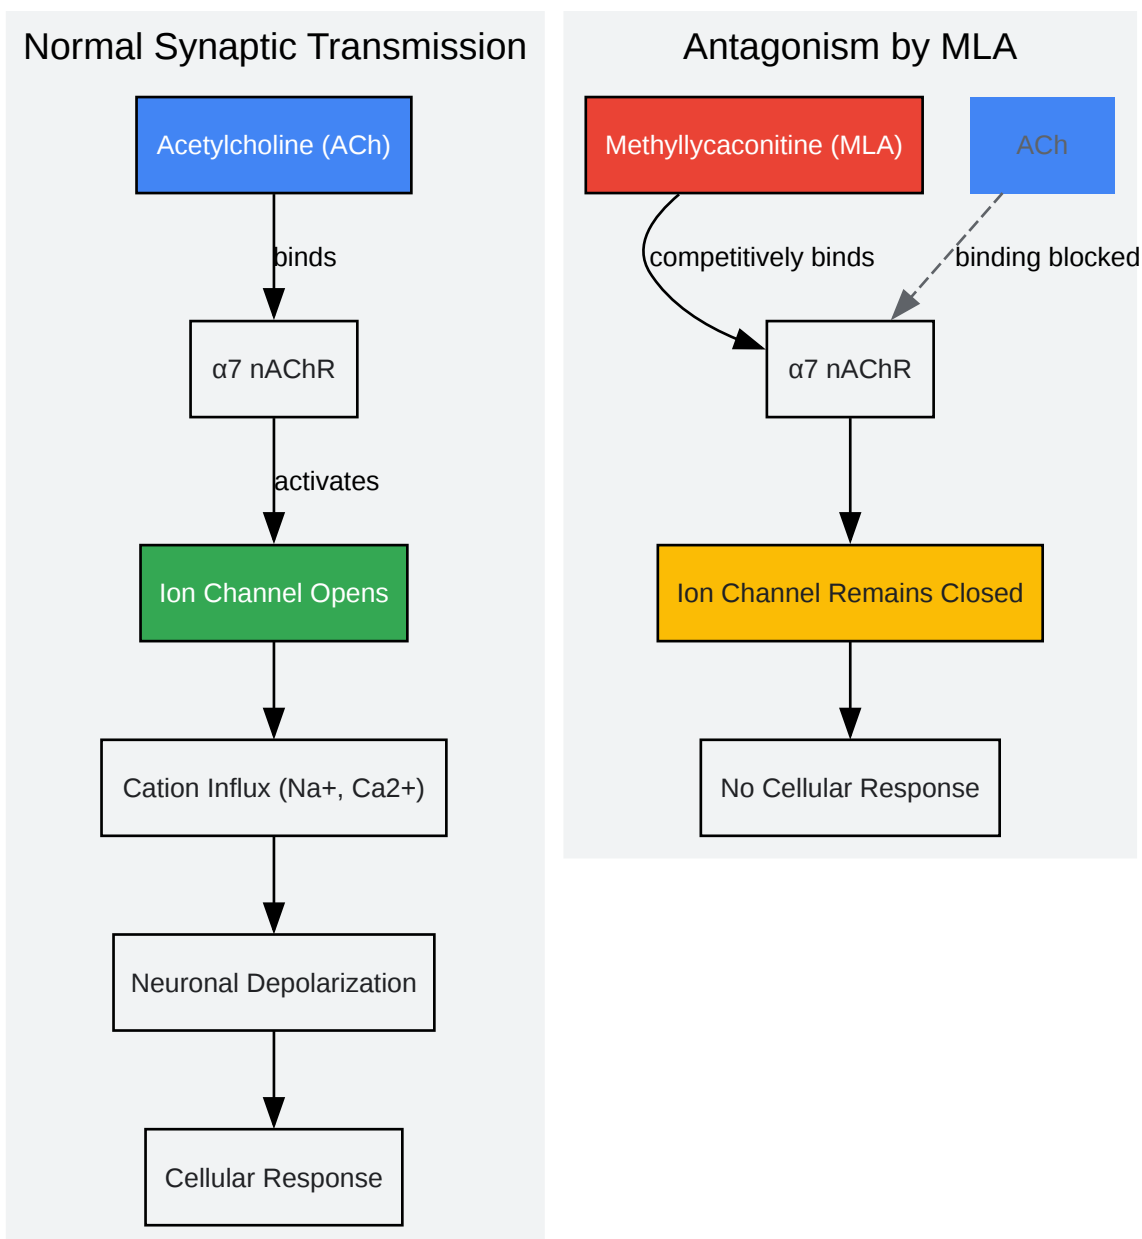 Normal Synaptic Transmission
Acetylcholine (ACh)
binds
α7 nAChR
activates
Ion Channel Opens
Cation Influx (Na+, Ca2+)
Neuronal Depolarization
Cellular Response
Antagonism by MLA
Methyllycaconitine (MLA)
ACh
competitively binds
binding blocked
α7 nAChR
Ion Channel Remains Closed
No Cellular Response